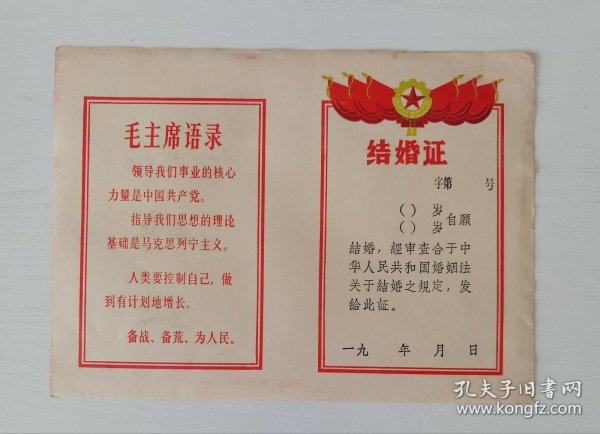 毛主席语录
领导我们事业的核心
力量是中国共产党。
指导我们思想的理论
基础是马克思列宁主义。
人类要控制自己，做
到有计划地增长。
备战、备荒、为人民。
结婚证
字第 号
( ) 岁
( ) 岁
自愿
結婚，經审查合于中
华人民共和国婚姻法
关于結婚之規定，发
給此証。
一九 年 月 日
孔夫子旧书网
www.kongfz.com